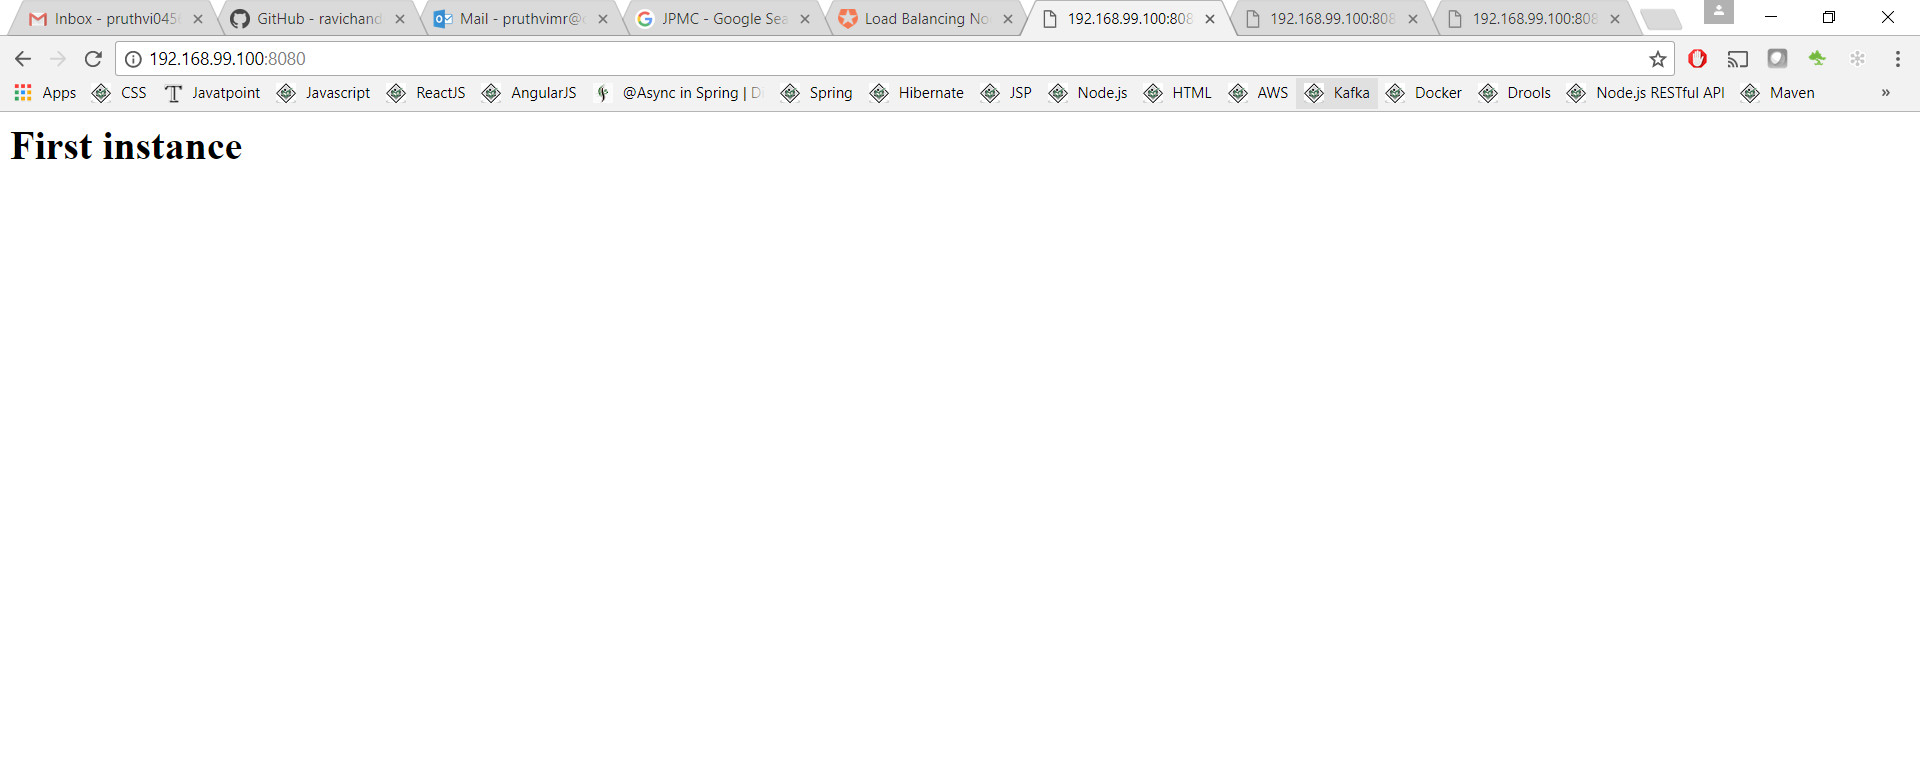 Inbox - pruthvi045
GitHub - ravichand
Mail - pruthvimr@
JPMC - Google Sea
Load Balancing No
192.168.99.100:808
192.168.99.100:808
192.168.99.100:808
192.168.99.100:8080
Apps CSS Javatpoint Javascript ReactJS AngularJS @Async in Spring | D Spring Hibernate JSP Node.js HTML AWS Kafka Docker Drools Node.js RESTful API Maven »
First instance